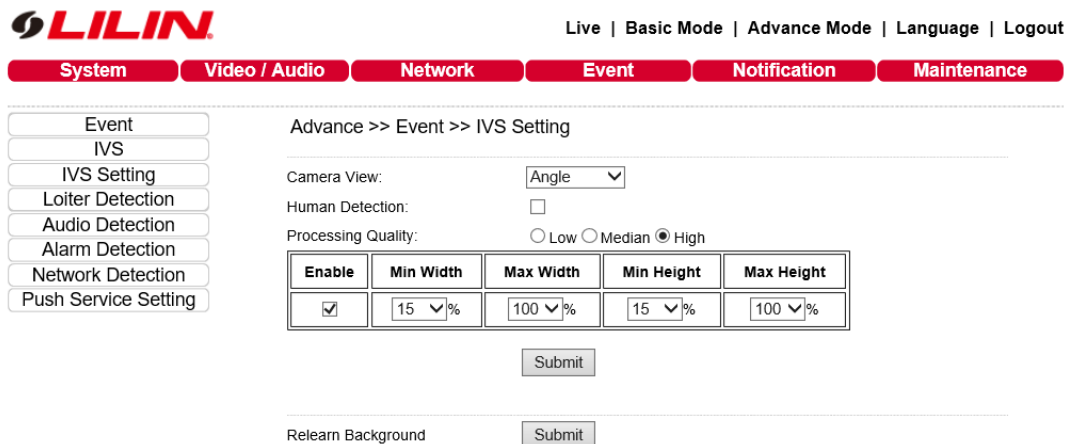 LILIN
Live | Basic Mode | Advance Mode | Language | Logout
System Video / Audio Network Event Notification Maintenance
Event
IVS
IVS Setting
Loiter Detection
Audio Detection
Alarm Detection
Network Detection
Push Service Setting
Advance >> Event >> IVS Setting
Camera View: Angle
Human Detection:
Processing Quality: Low Median High
Enable Min Width Max Width Min Height Max Height
15 % 100 % 15 % 100 %
Submit
Relearn Background Submit